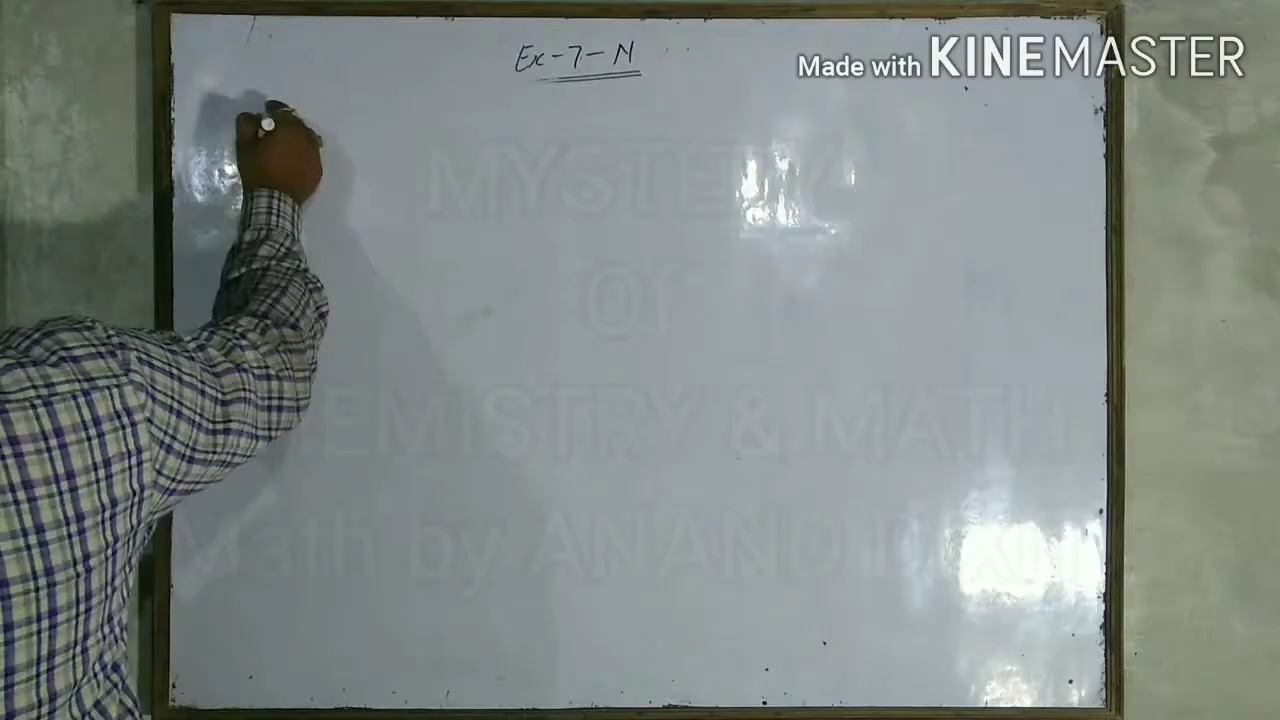 Ex-7-N
Made with KINEMASTER
MYSTERY
Of
CHEMISTRY & MATH
Math by ANAND